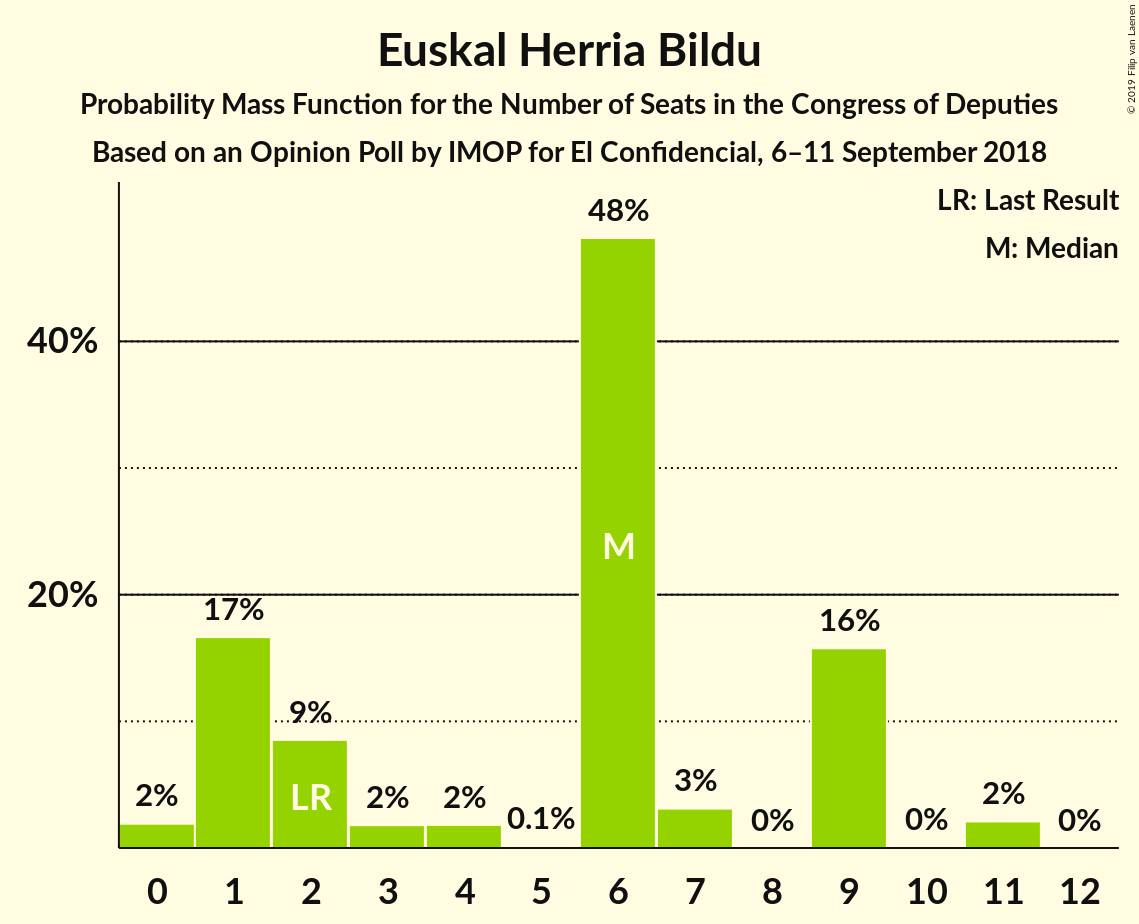 Euskal Herria Bildu
Probability Mass Function for the Number of Seats in the Congress of Deputies
Based on an Opinion Poll by IMOP for El Confidencial, 6–11 September 2018
© 2019 Filip van Laenen
LR: Last Result
M: Median
48%
40%
M
20%
17%
16%
9%
LR
2%
2%
2%
0.1%
3%
0%
0%
2%
0%
0 1 2 3 4 5 6 7 8 9 10 11 12